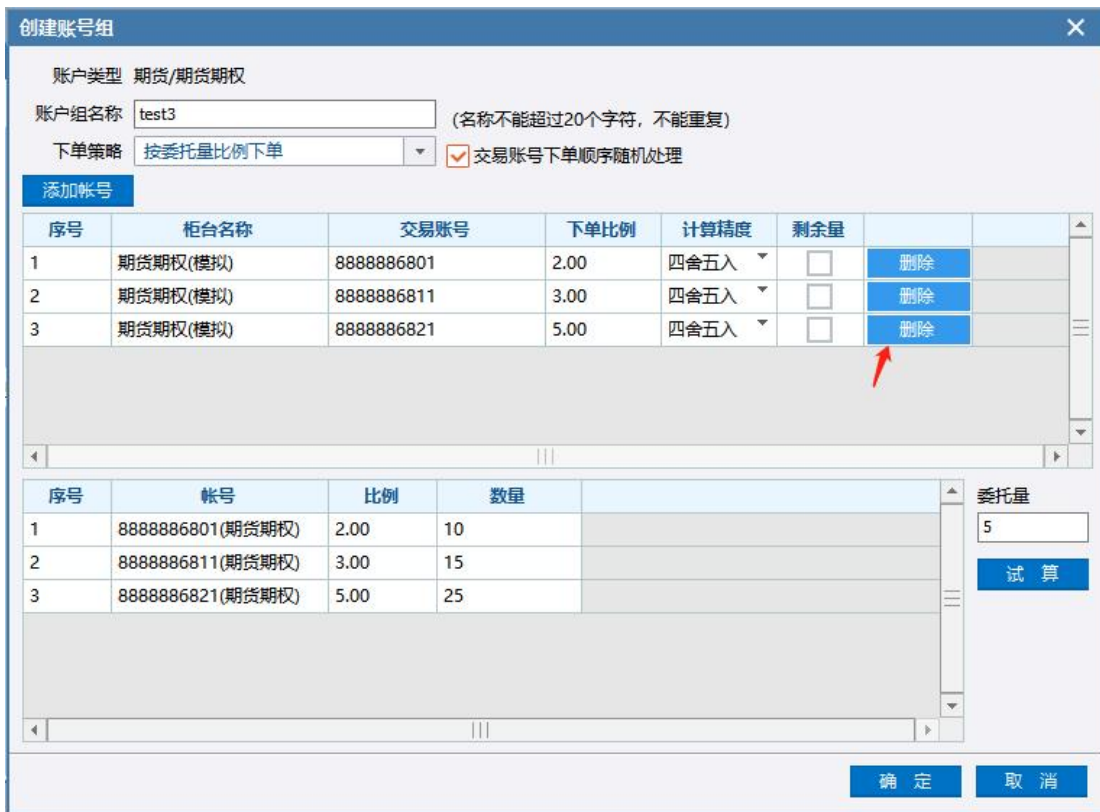 创建账号组
账户类型 期货/期货期权
账户组名称 test3 (名称不能超过20个字符，不能重复)
下单策略 按委托量比例下单 交易账号下单顺序随机处理
添加帐号
序号 柜台名称 交易账号 下单比例 计算精度 剩余量
1 期货期权(模拟) 8888886801 2.00 四舍五入 删除
2 期货期权(模拟) 8888886811 3.00 四舍五入 删除
3 期货期权(模拟) 8888886821 5.00 四舍五入 删除
序号 帐号 比例 数量 委托量
1 8888886801(期货期权) 2.00 10 5
2 8888886811(期货期权) 3.00 15 试 算
3 8888886821(期货期权) 5.00 25
确 定 取 消